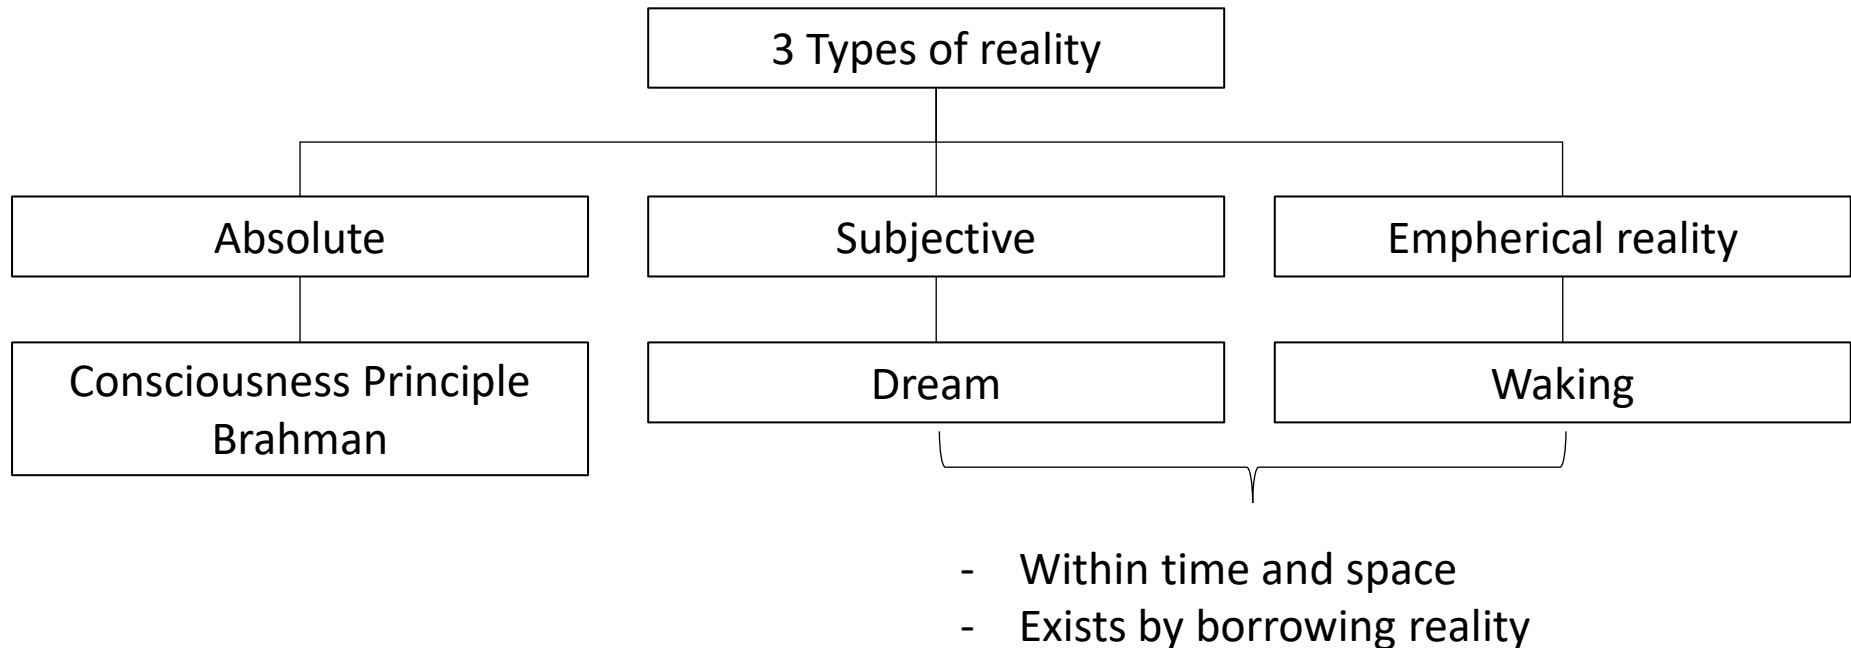 3 Types of reality
Absolute
Subjective
Empherical reality
Consciousness Principle
Brahman
Dream
Waking
- Within time and space
- Exists by borrowing reality